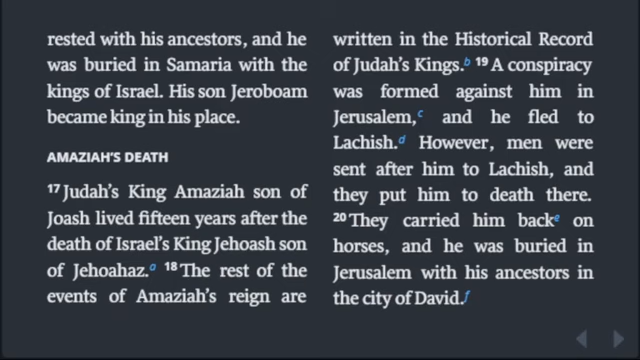 rested with his ancestors, and he
was buried in Samaria with the
kings of Israel. His son Jeroboam
became king in his place.
AMAZIAH'S DEATH
17 Judah's King Amaziah son of
Joash lived fifteen years after the
death of Israel's King Jehoash son
of Jehoahaz.a 18 The rest of the
events of Amaziah's reign are
written in the Historical Record
of Judah's Kings.b 19 A conspiracy
was formed against him in
Jerusalem,c and he fled to
Lachish.d However, men were
sent after him to Lachish, and
they put him to death there.
20 They carried him backe on
horses, and he was buried in
Jerusalem with his ancestors in
the city of David.f